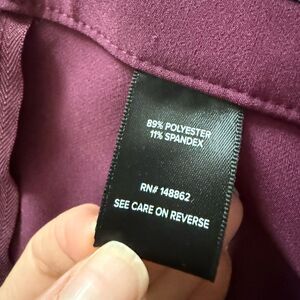 89% POLYESTER
11% SPANDEX
RN# 148862
SEE CARE ON REVERSE